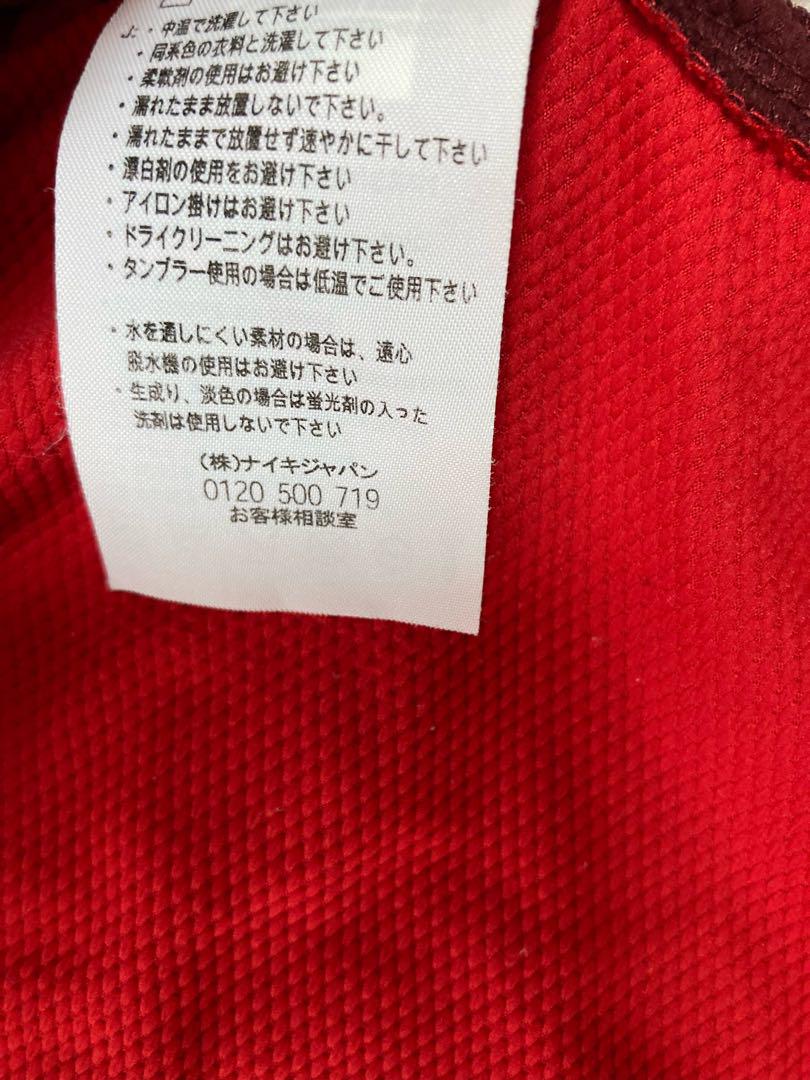 J: ・中温で洗濯して下さい
・同系色の衣料と洗濯して下さい
・柔軟剤の使用はお避け下さい
・濡れたまま放置しないで下さい。
・濡れたままで放置せず速やかに干して下さい
・漂白剤の使用をお避け下さい
・アイロン掛けはお避け下さい
・ドライクリーニングはお避け下さい。
・タンブラー使用の場合は低温でご使用下さい
・水を通しにくい素材の場合は、遠心
脱水機の使用はお避け下さい
・生成り、淡色の場合は蛍光剤の入った
洗剤は使用しないで下さい
(株)ナイキジャパン
0120 500 719
お客様相談室